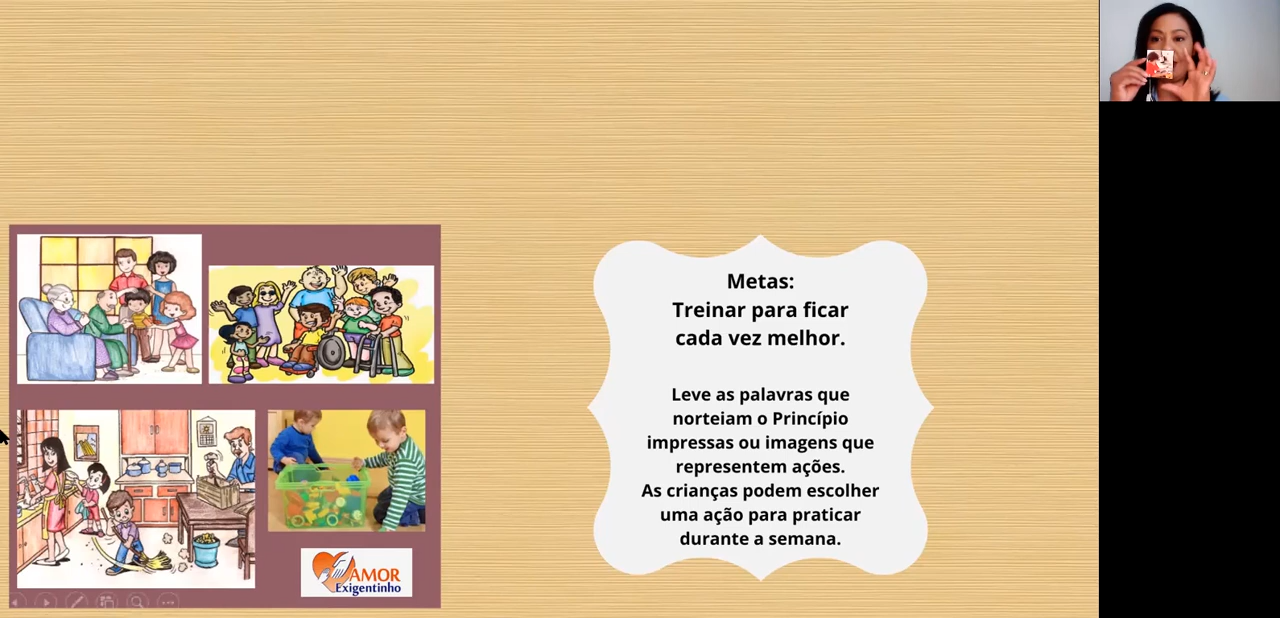 Metas:
Treinar para ficar
cada vez melhor.
Leve as palavras que
norteiam o Princípio
impressas ou imagens que
representem ações.
As crianças podem escolher
uma ação para praticar
durante a semana.
AMOR
Exigentinho